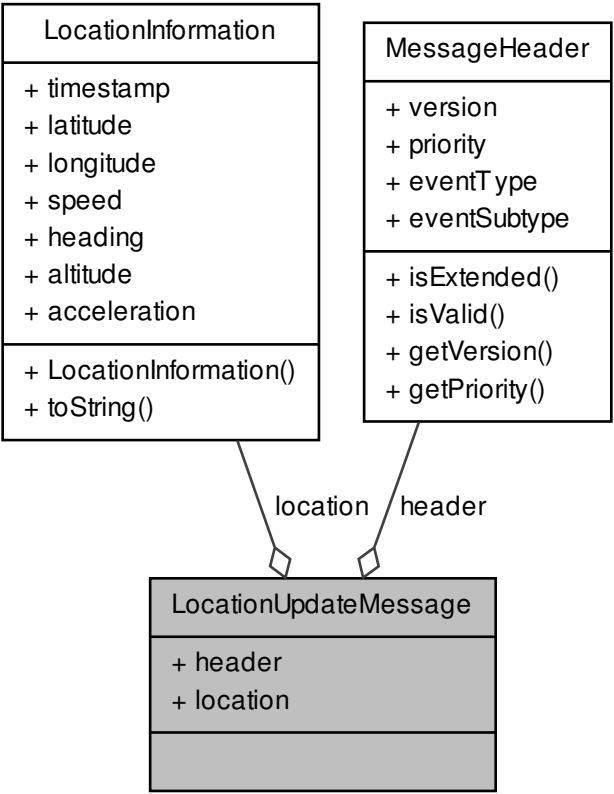 LocationInformation
+ timestamp
+ latitude
+ longitude
+ speed
+ heading
+ altitude
+ acceleration
+ LocationInformation()
+ toString()
MessageHeader
+ version
+ priority
+ eventType
+ eventSubtype
+ isExtended()
+ isValid()
+ getVersion()
+ getPriority()
location
header
LocationUpdateMessage
+ header
+ location